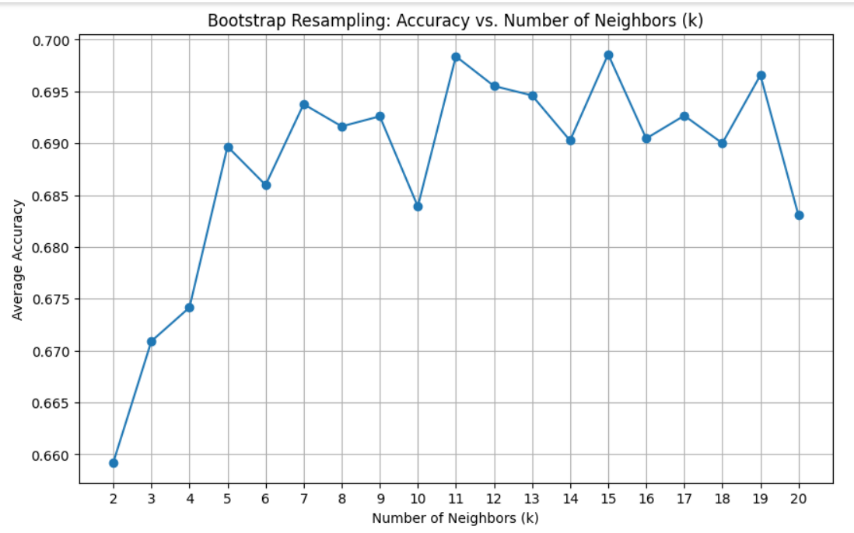 Bootstrap Resampling: Accuracy vs. Number of Neighbors (k)
0.700
0.695
0.690
0.685
0.680
0.675
0.670
0.665
0.660
Average Accuracy
2 3 4 5 6 7 8 9 10 11 12 13 14 15 16 17 18 19 20
Number of Neighbors (k)